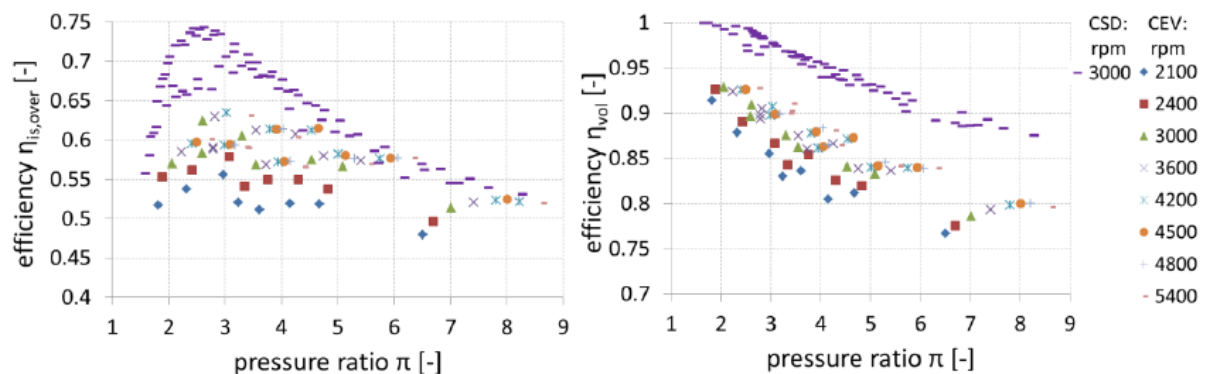 efficiency η_is,over [-]
0.75
0.7
0.65
0.6
0.55
0.5
0.45
0.4
1 2 3 4 5 6 7 8 9
pressure ratio π [-]
efficiency η_vol [-]
1
0.95
0.9
0.85
0.8
0.75
0.7
1 2 3 4 5 6 7 8 9
pressure ratio π [-]
CSD:
rpm
3000
CEV:
rpm
2100
2400
3000
3600
4200
4500
4800
5400